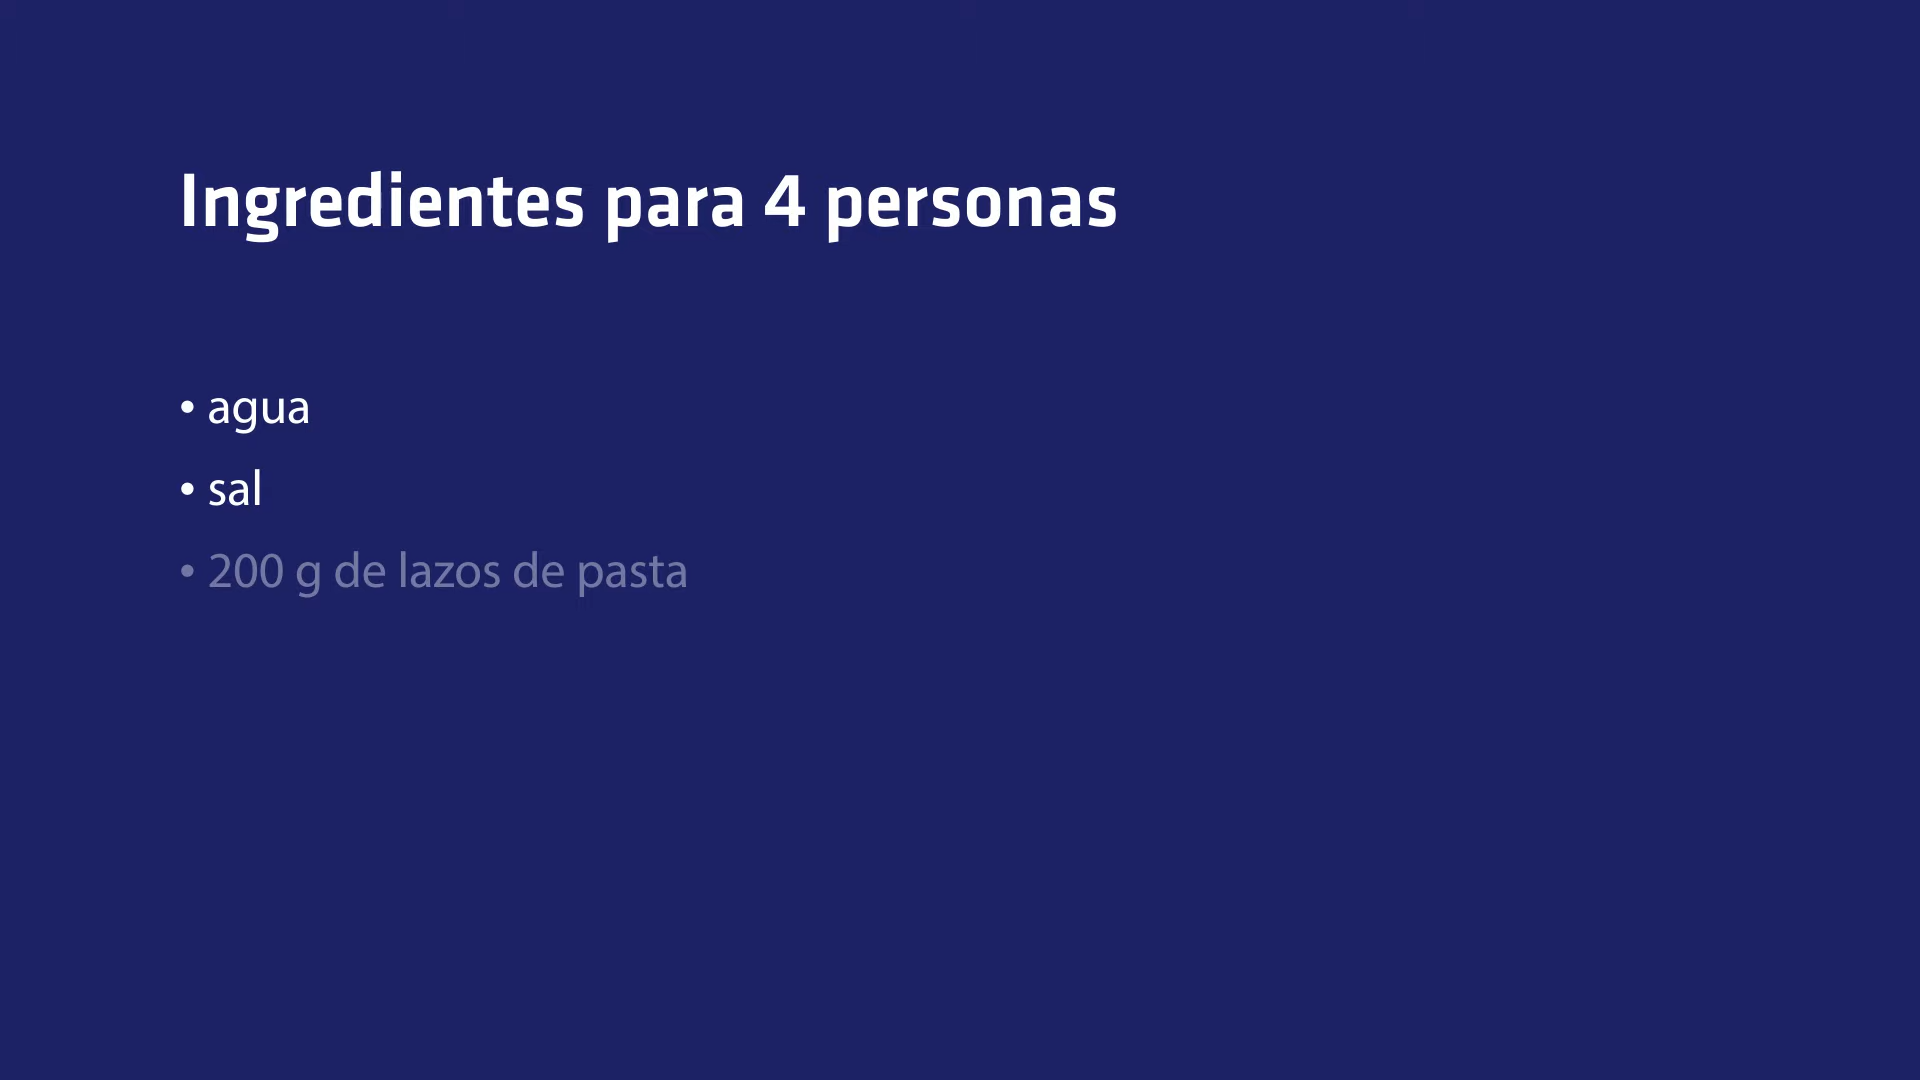 Ingredientes para 4 personas
• agua
• sal
• 200 g de lazos de pasta